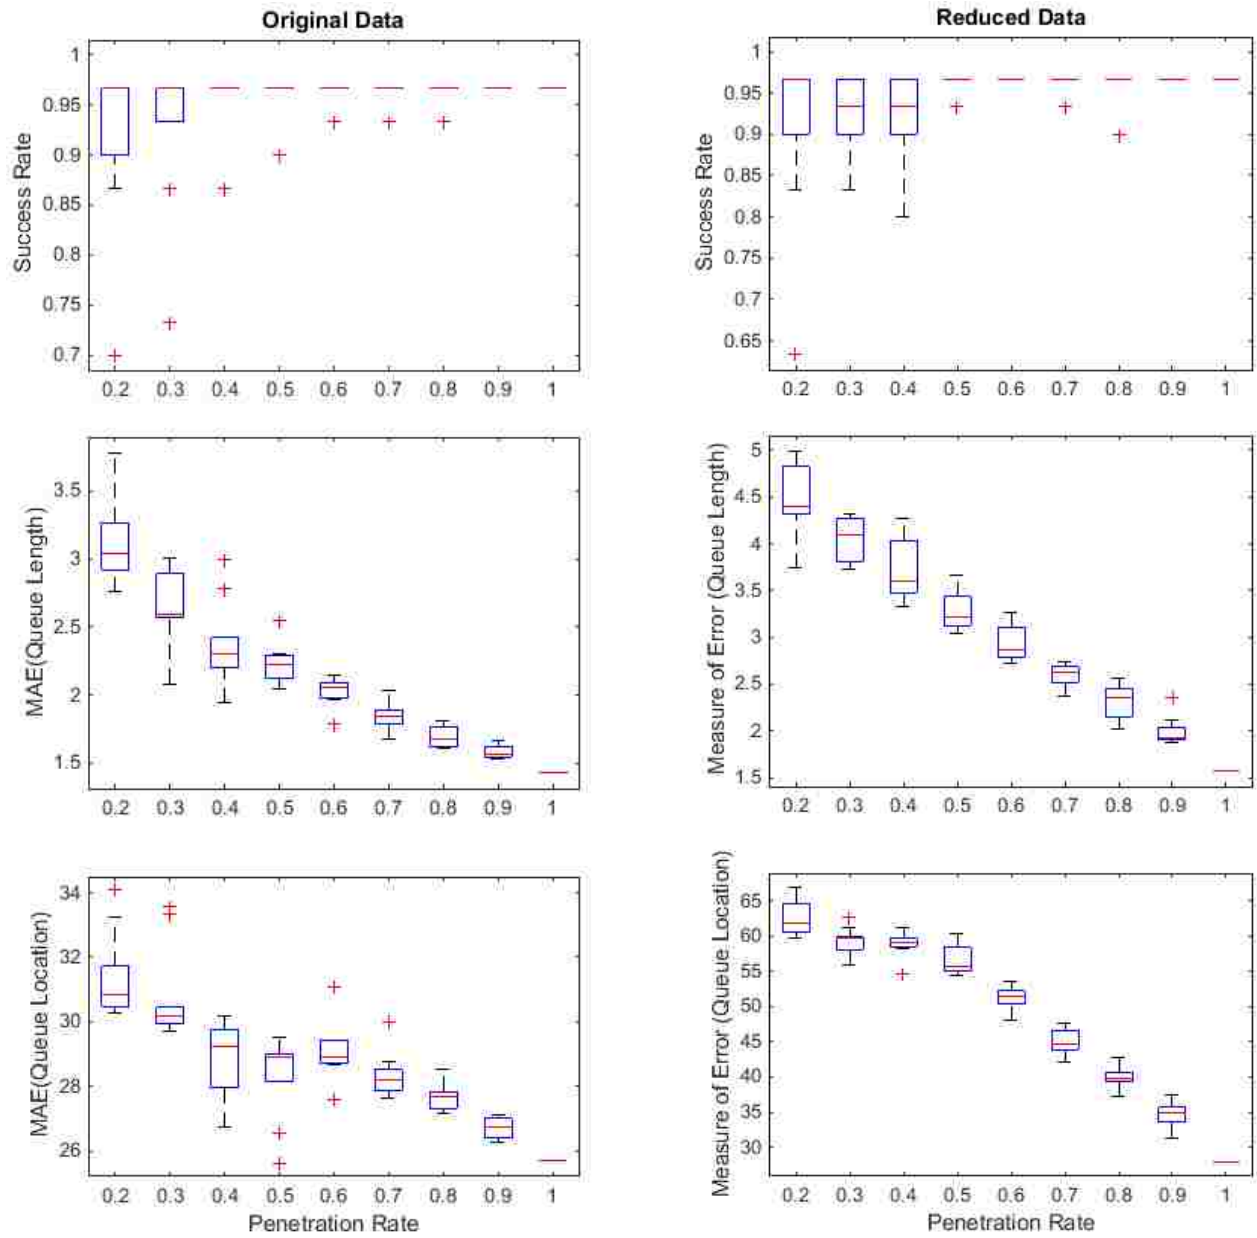 Original Data
1
0.95
0.9
0.85
0.8
0.75
0.7
Success Rate
0.2 0.3 0.4 0.5 0.6 0.7 0.8 0.9 1
Reduced Data
1
0.95
0.9
0.85
0.8
0.75
0.7
0.65
Success Rate
0.2 0.3 0.4 0.5 0.6 0.7 0.8 0.9 1
3.5
3
2.5
2
1.5
MAE(Queue Length)
0.2 0.3 0.4 0.5 0.6 0.7 0.8 0.9 1
5
4.5
4
3.5
3
2.5
2
1.5
Measure of Error (Queue Length)
0.2 0.3 0.4 0.5 0.6 0.7 0.8 0.9 1
34
32
30
28
26
MAE(Queue Location)
0.2 0.3 0.4 0.5 0.6 0.7 0.8 0.9 1
Penetration Rate
65
60
55
50
45
40
35
30
Measure of Error (Queue Location)
0.2 0.3 0.4 0.5 0.6 0.7 0.8 0.9 1
Penetration Rate